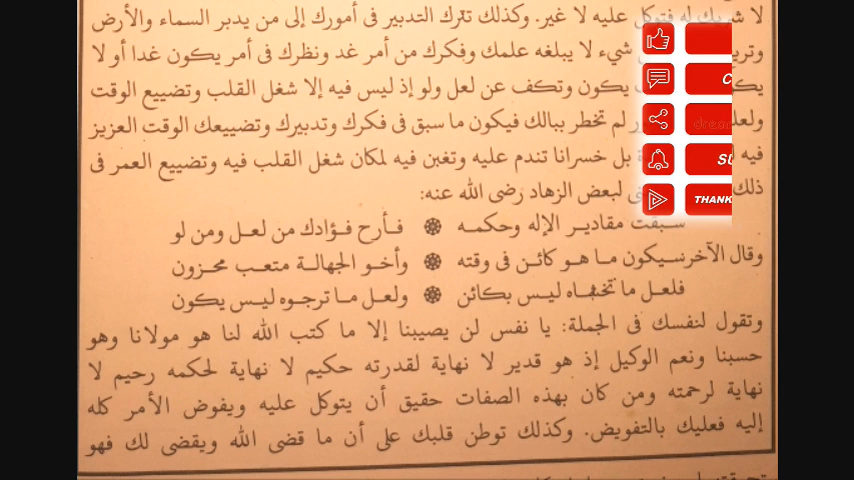 لا شريك له فتوكل عليه لا غير. وكذلك تترك التدبير فى أمورك إلى من يدبر السماء والأرض
شىء لا يبلغه علمك وفكرك من أمر غد ونظرك فى أمر يكون غدا أو لا
يكون وتكف عن لعل ولو إذ ليس فيه إلا شغل القلب وتضييع الوقت
لم تخطر ببالك فيكون ما سبق فى فكرك وتدبيرك وتضييعك الوقت العزيز
فيه بل خسرانا تندم عليه وتغبن فيه لمكان شغل القلب فيه وتضييع العمر فى
ذلك لبعض الزهاد رضى الله عنه:
سبقت مقادير الإله وحكمه فأرح فؤادك من لعل ومن لو
وقال الآخر سيكون ما هو كائن فى وقته وأخو الجهالة متعب محزون
فلعل ما تخشاه ليس بكائن ولعل ما ترجوه ليس يكون
وتقول لنفسك فى الجملة: يا نفس لن يصيبنا إلا ما كتب الله لنا هو مولانا وهو
حسبنا ونعم الوكيل إذ هو قدير لا نهاية لقدرته حكيم لا نهاية لحكمه رحيم لا
نهاية لرحمته ومن كان بهذه الصفات حقيق أن يتوكل عليه ويفوض الأمر كله
إليه فعليك بالتفويض. وكذلك توطن قلبك على أن ما قضى الله ويقضى لك فهو
THANK